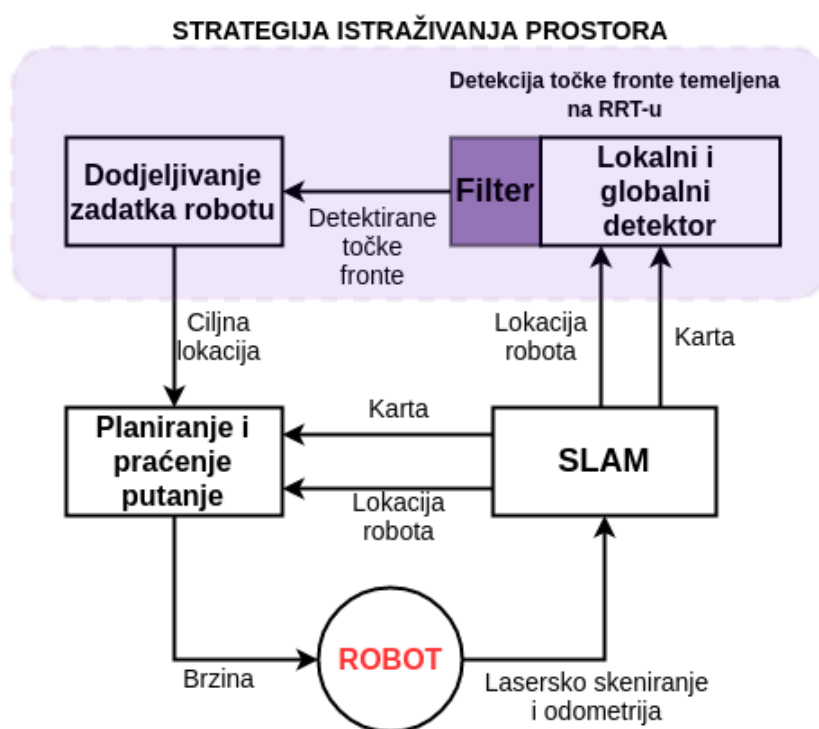 STRATEGIJA ISTRAŽIVANJA PROSTORA
Detekcija točke fronte temeljena
na RRT-u
Dodjeljivanje
zadatka robotu
Filter
Lokalni i
globalni
detektor
Detektirane
točke
fronte
Ciljna
lokacija
Lokacija
robota
Karta
Planiranje i
praćenje
putanje
Karta
Lokacija
robota
SLAM
ROBOT
Brzina
Lasersko skeniranje
i odometrija